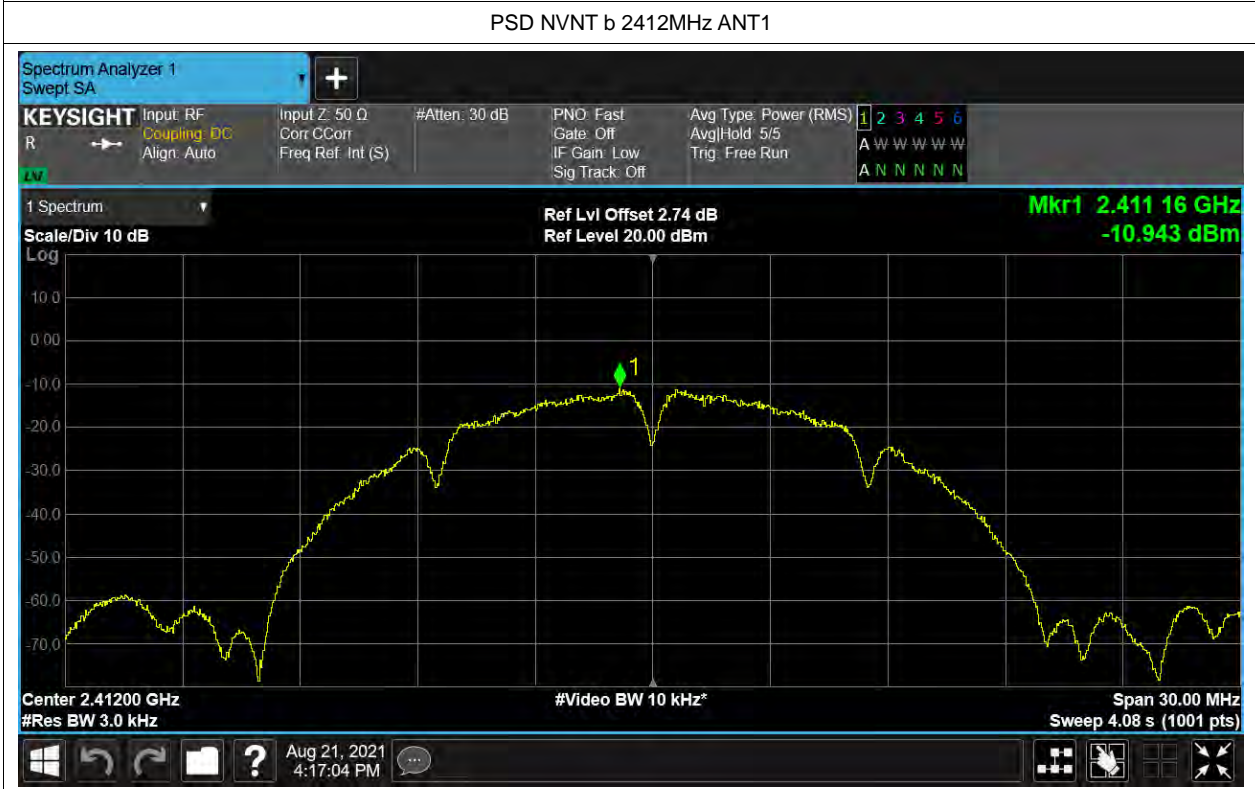 PSD NVNT b 2412MHz ANT1
Spectrum Analyzer 1
Swept SA
+
KEYSIGHT
R
LXI
Input: RF
Coupling: DC
Align: Auto
Input Z: 50 Ω
Corr CCorr
Freq Ref: Int (S)
#Atten: 30 dB
PNO: Fast
Gate: Off
IF Gain: Low
Sig Track: Off
Avg Type: Power (RMS)
Avg|Hold: 5/5
Trig: Free Run
1 2 3 4 5 6
A W W W W W
A N N N N N
1 Spectrum
Scale/Div 10 dB
Log
Ref Lvl Offset 2.74 dB
Ref Level 20.00 dBm
Mkr1 2.411 16 GHz
-10.943 dBm
10.0
0.00
-10.0
-20.0
-30.0
-40.0
-50.0
-60.0
-70.0
1
Center 2.41200 GHz
#Res BW 3.0 kHz
#Video BW 10 kHz*
Span 30.00 MHz
Sweep 4.08 s (1001 pts)
?
Aug 21, 2021
4:17:04 PM